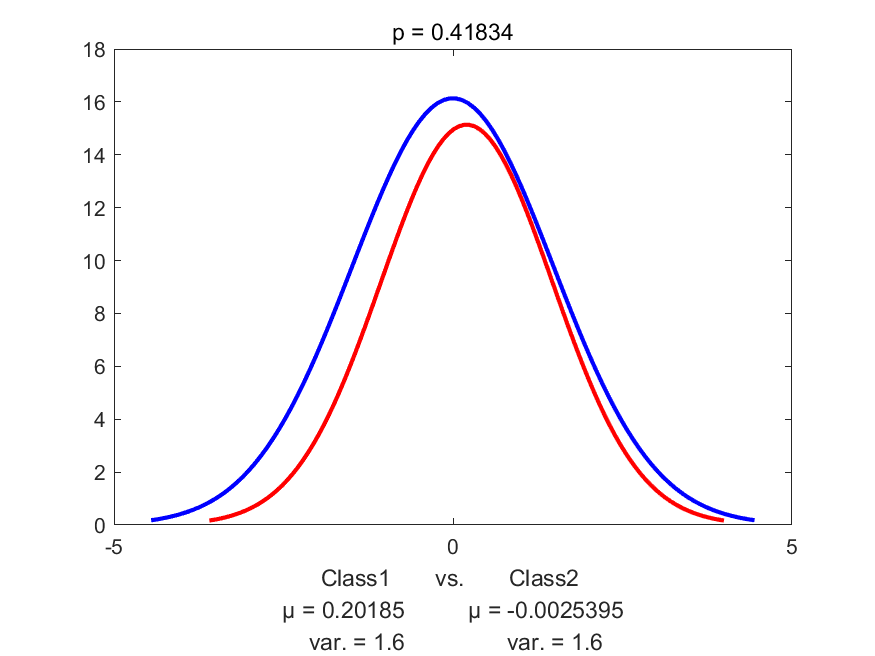 p = 0.41834
18
16
14
12
10
8
6
4
2
0
-5 0 5
Class1 vs. Class2
μ = 0.20185 μ = -0.0025395
var. = 1.6 var. = 1.6